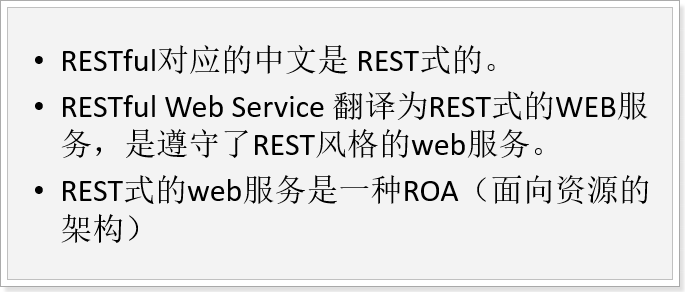 • RESTful对应的中文是 REST式的。
• RESTful Web Service 翻译为REST式的WEB服
务，是遵守了REST风格的web服务。
• REST式的web服务是一种ROA（面向资源的
架构）